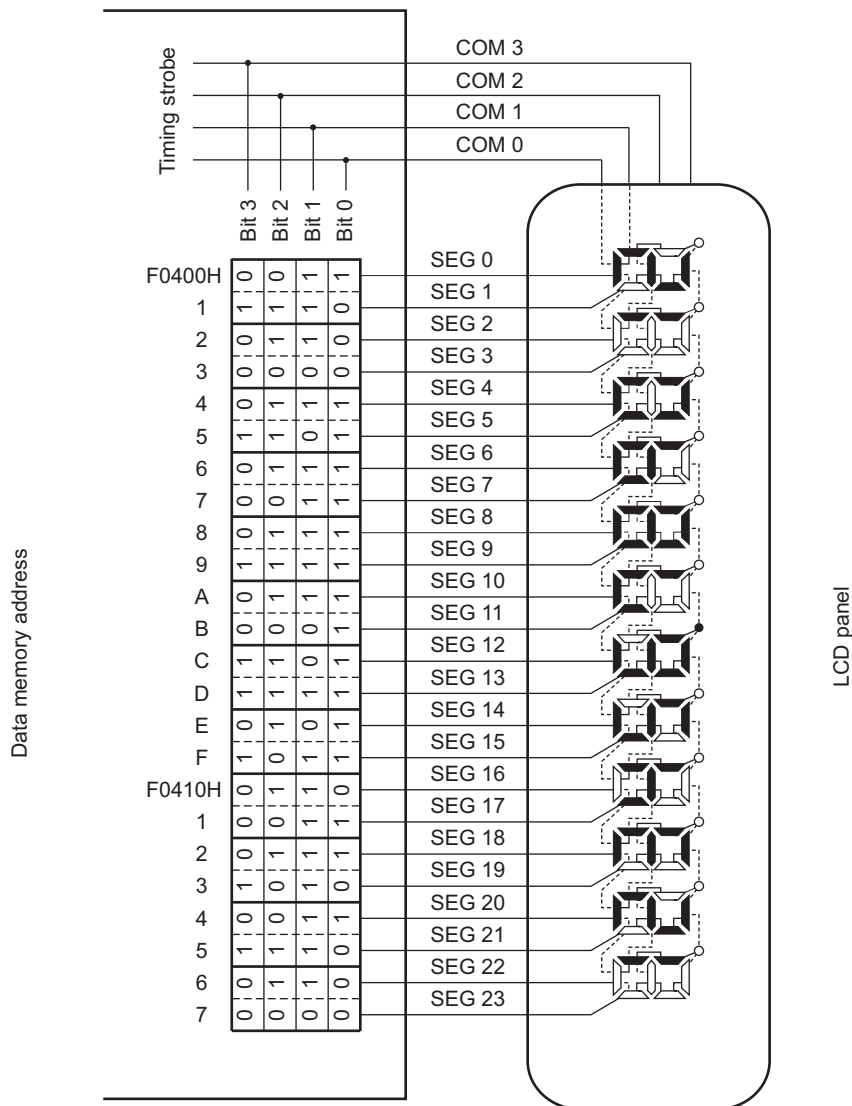 COM 3
COM 2
COM 1
COM 0
Timing strobe
Bit 3
Bit 2
Bit 1
Bit 0
F0400H 0 0 1 1 SEG 0
1 1 1 1 0 SEG 1
2 0 1 1 0 SEG 2
3 0 0 0 0 SEG 3
4 0 1 1 1 SEG 4
5 1 1 0 1 SEG 5
6 0 1 1 1 SEG 6
7 0 0 1 1 SEG 7
8 0 1 1 1 SEG 8
9 1 1 1 1 SEG 9
A 0 1 1 1 SEG 10
B 0 0 0 1 SEG 11
C 1 1 0 1 SEG 12
D 1 1 1 1 SEG 13
E 0 1 0 1 SEG 14
F 1 0 1 1 SEG 15
F0410H 0 1 1 0 SEG 16
1 0 0 1 1 SEG 17
2 0 1 1 1 SEG 18
3 1 0 1 0 SEG 19
4 0 0 1 1 SEG 20
5 1 1 1 0 SEG 21
6 0 1 1 0 SEG 22
7 0 0 0 0 SEG 23
Data memory address
LCD panel